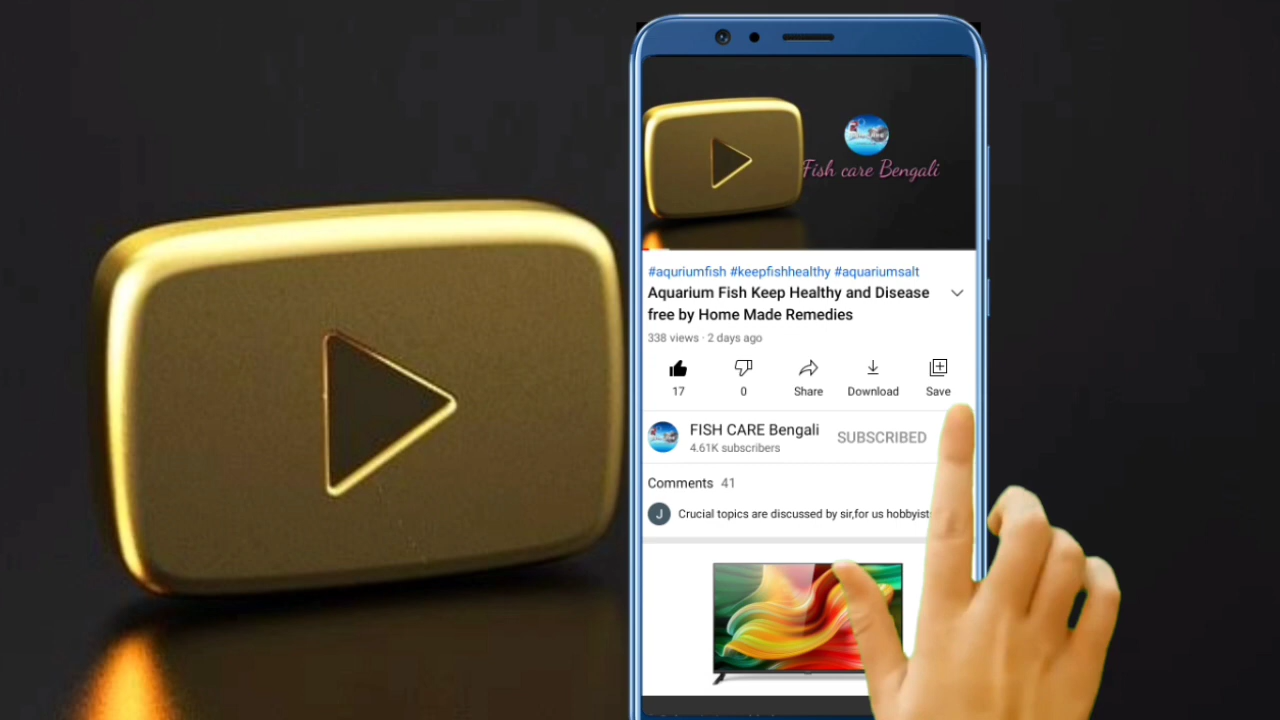 Fish care Bengali
#aquriumfish #keepfishhealthy #aquariumsalt
Aquarium Fish Keep Healthy and Disease
free by Home Made Remedies
338 views · 2 days ago
17
0
Share
Download
Save
FISH CARE Bengali
4.61K subscribers
SUBSCRIBED
Comments 41
J
Crucial topics are discussed by sir,for us hobbyist